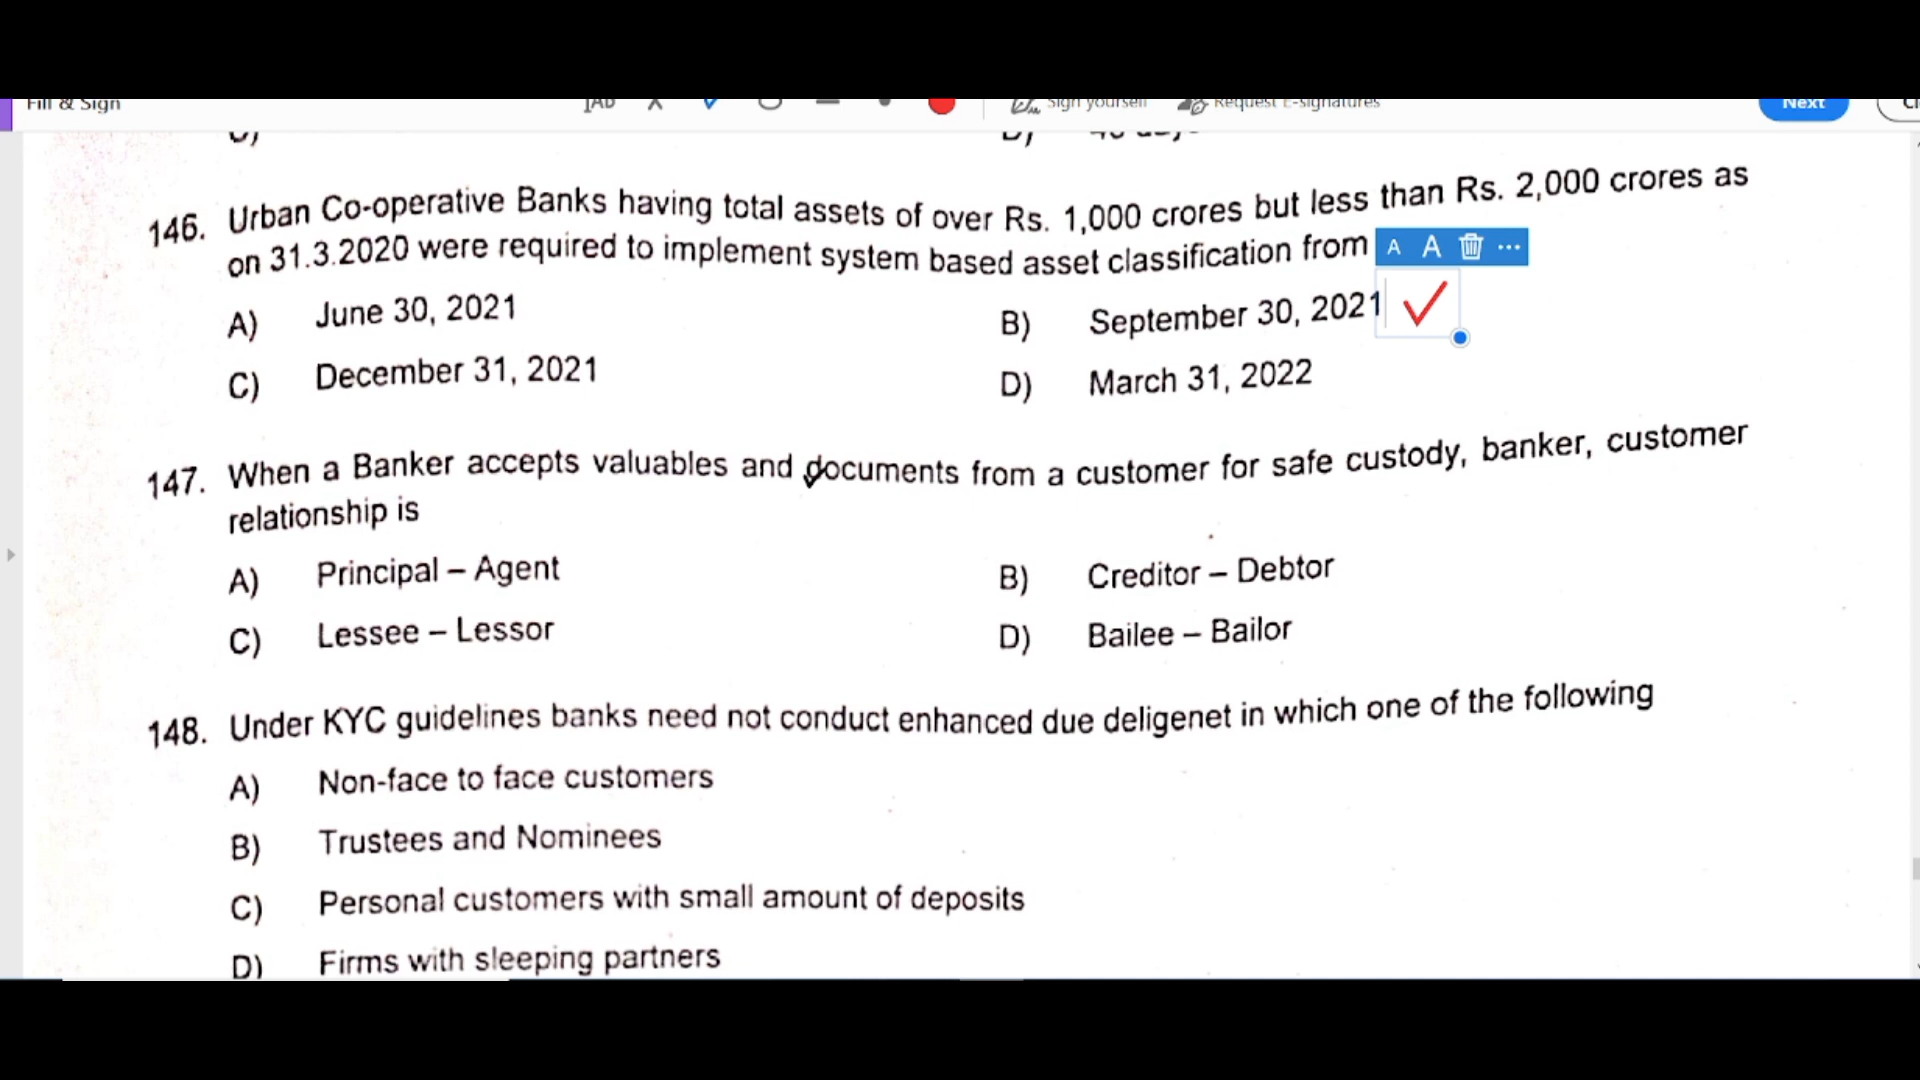 Fill & Sign
Sign yourself Request E-signatures Next
146. Urban Co-operative Banks having total assets of over Rs. 1,000 crores but less than Rs. 2,000 crores as
on 31.3.2020 were required to implement system based asset classification from
A A
A) June 30, 2021 B) September 30, 2021
C) December 31, 2021 D) March 31, 2022
147. When a Banker accepts valuables and documents from a customer for safe custody, banker, customer
relationship is
A) Principal – Agent B) Creditor – Debtor
C) Lessee – Lessor D) Bailee – Bailor
148. Under KYC guidelines banks need not conduct enhanced due deligenet in which one of the following
A) Non-face to face customers
B) Trustees and Nominees
C) Personal customers with small amount of deposits
D) Firms with sleeping partners